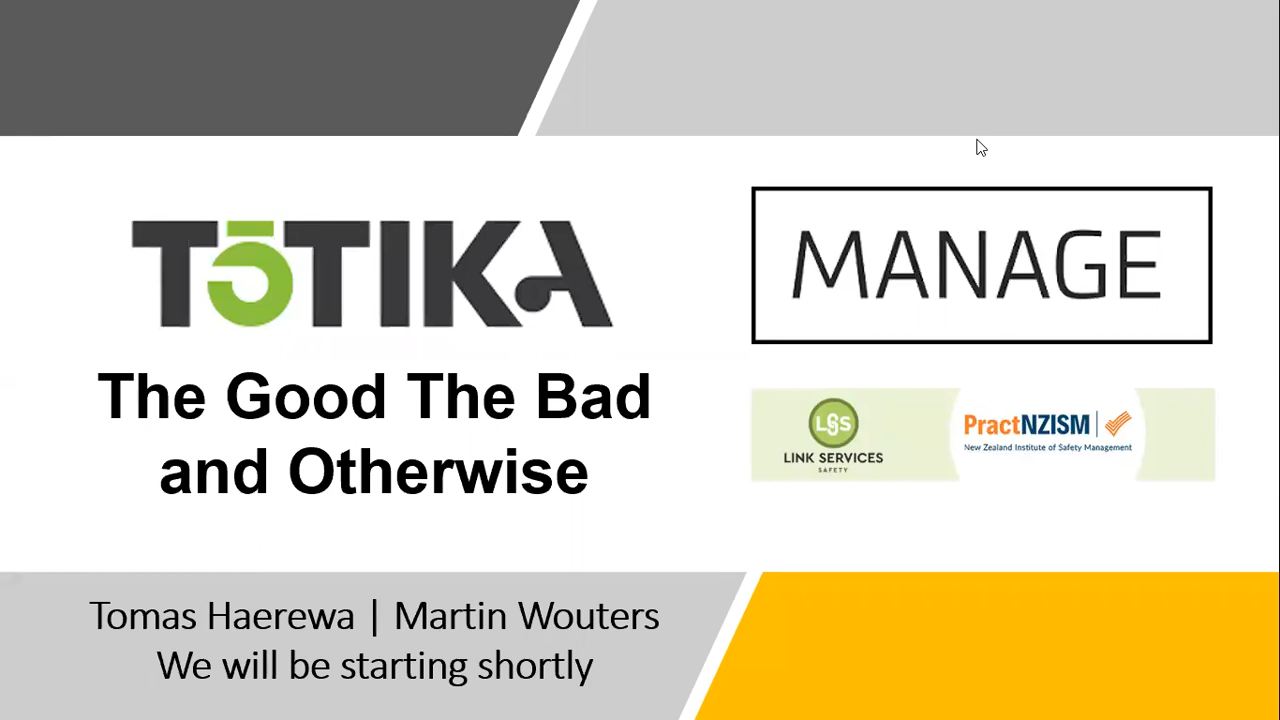 TōTIKA
The Good The Bad
and Otherwise
MANAGE
LSS
LINK SERVICES
SAFETY
PractNZISM
New Zealand Institute of Safety Management
Tomas Haerewa | Martin Wouters
We will be starting shortly